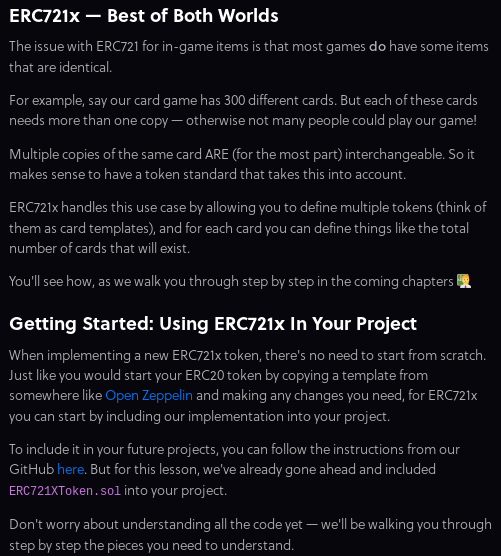 ERC721x — Best of Both Worlds
The issue with ERC721 for in-game items is that most games do have some items
that are identical.
For example, say our card game has 300 different cards. But each of these cards
needs more than one copy — otherwise not many people could play our game!
Multiple copies of the same card ARE (for the most part) interchangeable. So it
makes sense to have a token standard that takes this into account.
ERC721x handles this use case by allowing you to define multiple tokens (think of
them as card templates), and for each card you can define things like the total
number of cards that will exist.
You'll see how, as we walk you through step by step in the coming chapters 👨‍🏫
Getting Started: Using ERC721x In Your Project
When implementing a new ERC721x token, there's no need to start from scratch.
Just like you would start your ERC20 token by copying a template from
somewhere like Open Zeppelin and making any changes you need, for ERC721x
you can start by including our implementation into your project.
To include it in your future projects, you can follow the instructions from our
GitHub here. But for this lesson, we've already gone ahead and included
ERC721XToken.sol into your project.
Don't worry about understanding all the code yet — we'll be walking you through
step by step the pieces you need to understand.